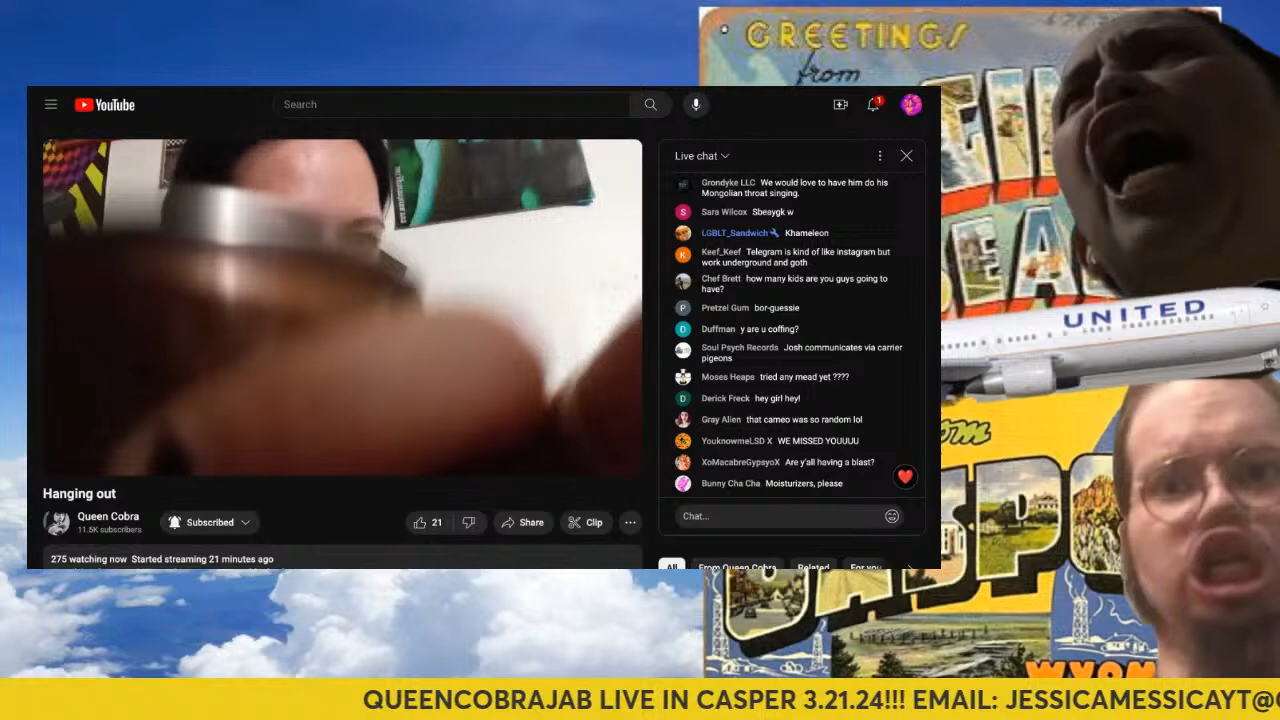 GREETINGS
from
YouTube
Search
1
Live chat
Grondyke LLC We would love to have him do his
Mongolian throat singing.
S Sara Wilcox Sbeaygk w
LGBLT_Sandwich Khameleon
K Keef_Keef Telegram is kind of like instagram but
work underground and goth
Chef Brett how many kids are you guys going to
have?
P Pretzel Gum bor-guessie
D Duffman y are u coffing?
Soul Psych Records Josh communicates via carrier
pigeons
Moses Heaps tried any mead yet ????
D Derick Freck hey girl hey!
Gray Alien that cameo was so random lol
YouknowmeLSD X WE MISSED YOUUUU
XoMacabreGypsyoX Are y'all having a blast?
Bunny Cha Cha Moisturizers, please
Chat...
Hanging out
Queen Cobra
11.5K subscribers
Subscribed
21
Share
Clip
275 watching now Started streaming 21 minutes ago
All
From Queen Cobra
Related
For you
UNITED
QUEENCOBRAJAB LIVE IN CASPER 3.21.24!!! EMAIL: JESSICAMESSICAYT@